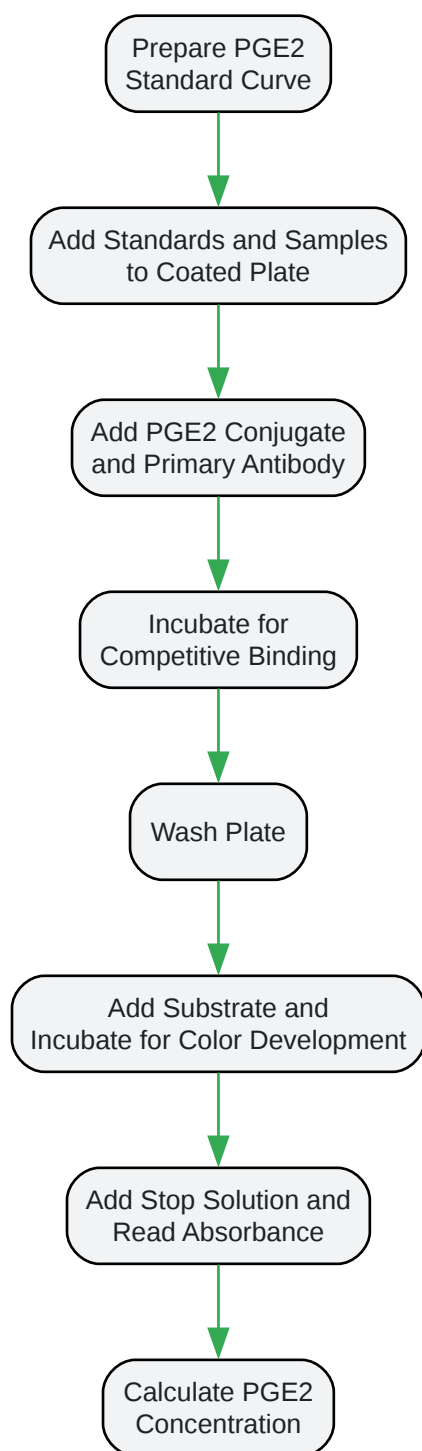 Prepare PGE2
Standard Curve
Add Standards and Samples
to Coated Plate
Add PGE2 Conjugate
and Primary Antibody
Incubate for
Competitive Binding
Wash Plate
Add Substrate and
Incubate for Color Development
Add Stop Solution and
Read Absorbance
Calculate PGE2
Concentration